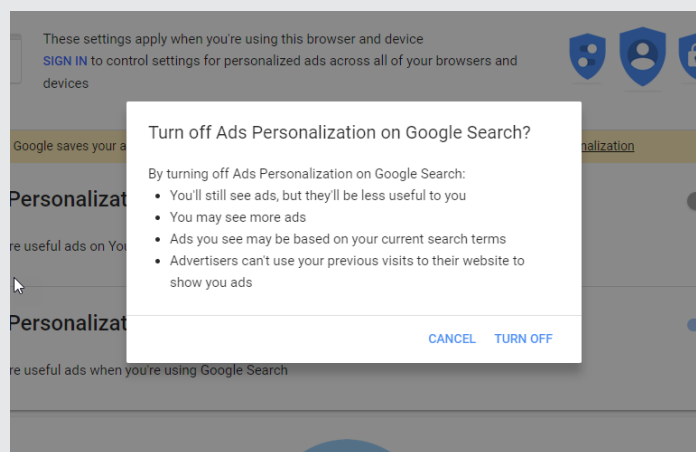 These settings apply when you're using this browser and device
SIGN IN to control settings for personalized ads across all of your browsers and
devices
Google saves your a
nalization
Turn off Ads Personalization on Google Search?
By turning off Ads Personalization on Google Search:
• You'll still see ads, but they'll be less useful to you
• You may see more ads
• Ads you see may be based on your current search terms
• Advertisers can't use your previous visits to their website to
show you ads
CANCEL TURN OFF
Personalizat
re useful ads on You
Personalizat
re useful ads when you're using Google Search